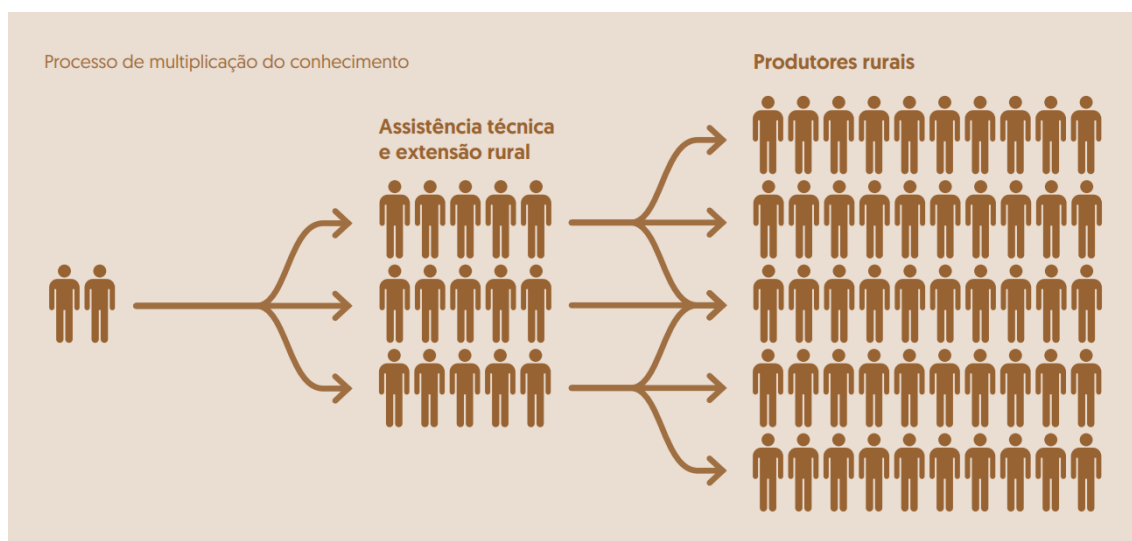 Processo de multiplicação do conhecimento
Assistência técnica
e extensão rural
Produtores rurais